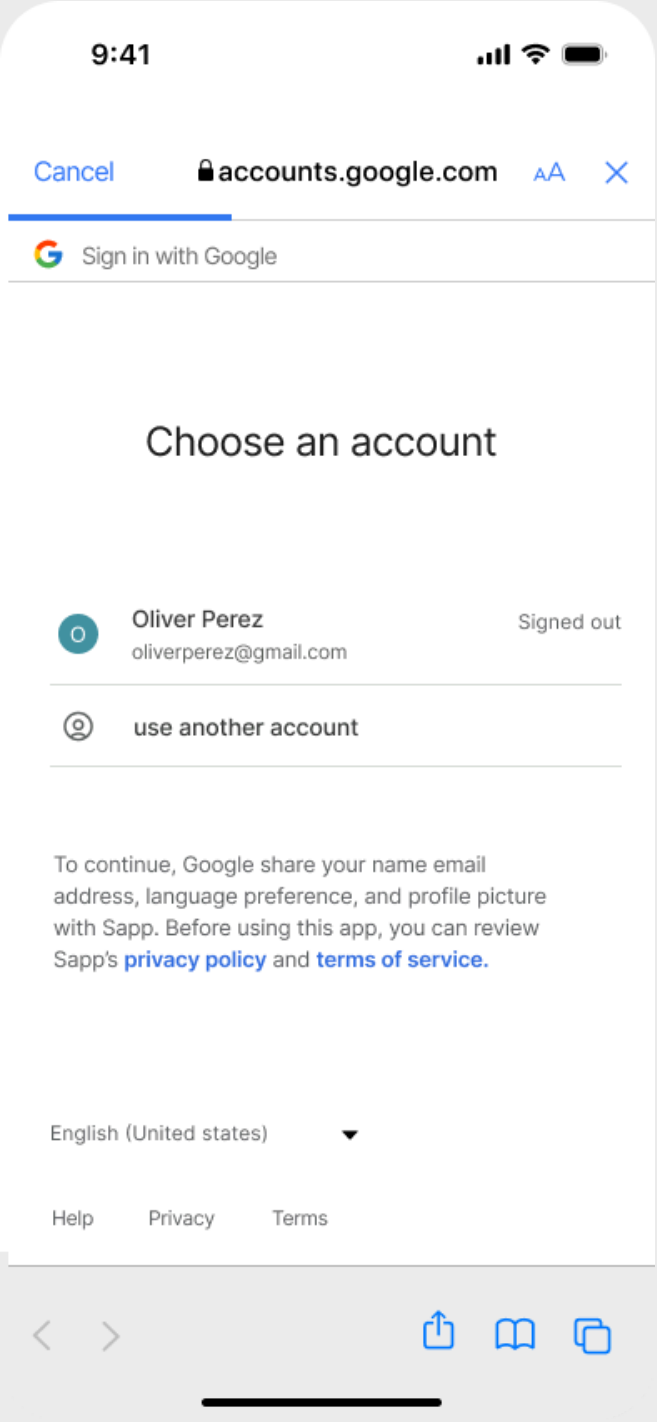 9:41
Cancel
accounts.google.com
AA
Sign in with Google
Choose an account
O
Oliver Perez
Signed out
oliverperez@gmail.com
use another account
To continue, Google share your name email
address, language preference, and profile picture
with Sapp. Before using this app, you can review
Sapp’s privacy policy and terms of service.
English (United states)
Help
Privacy
Terms